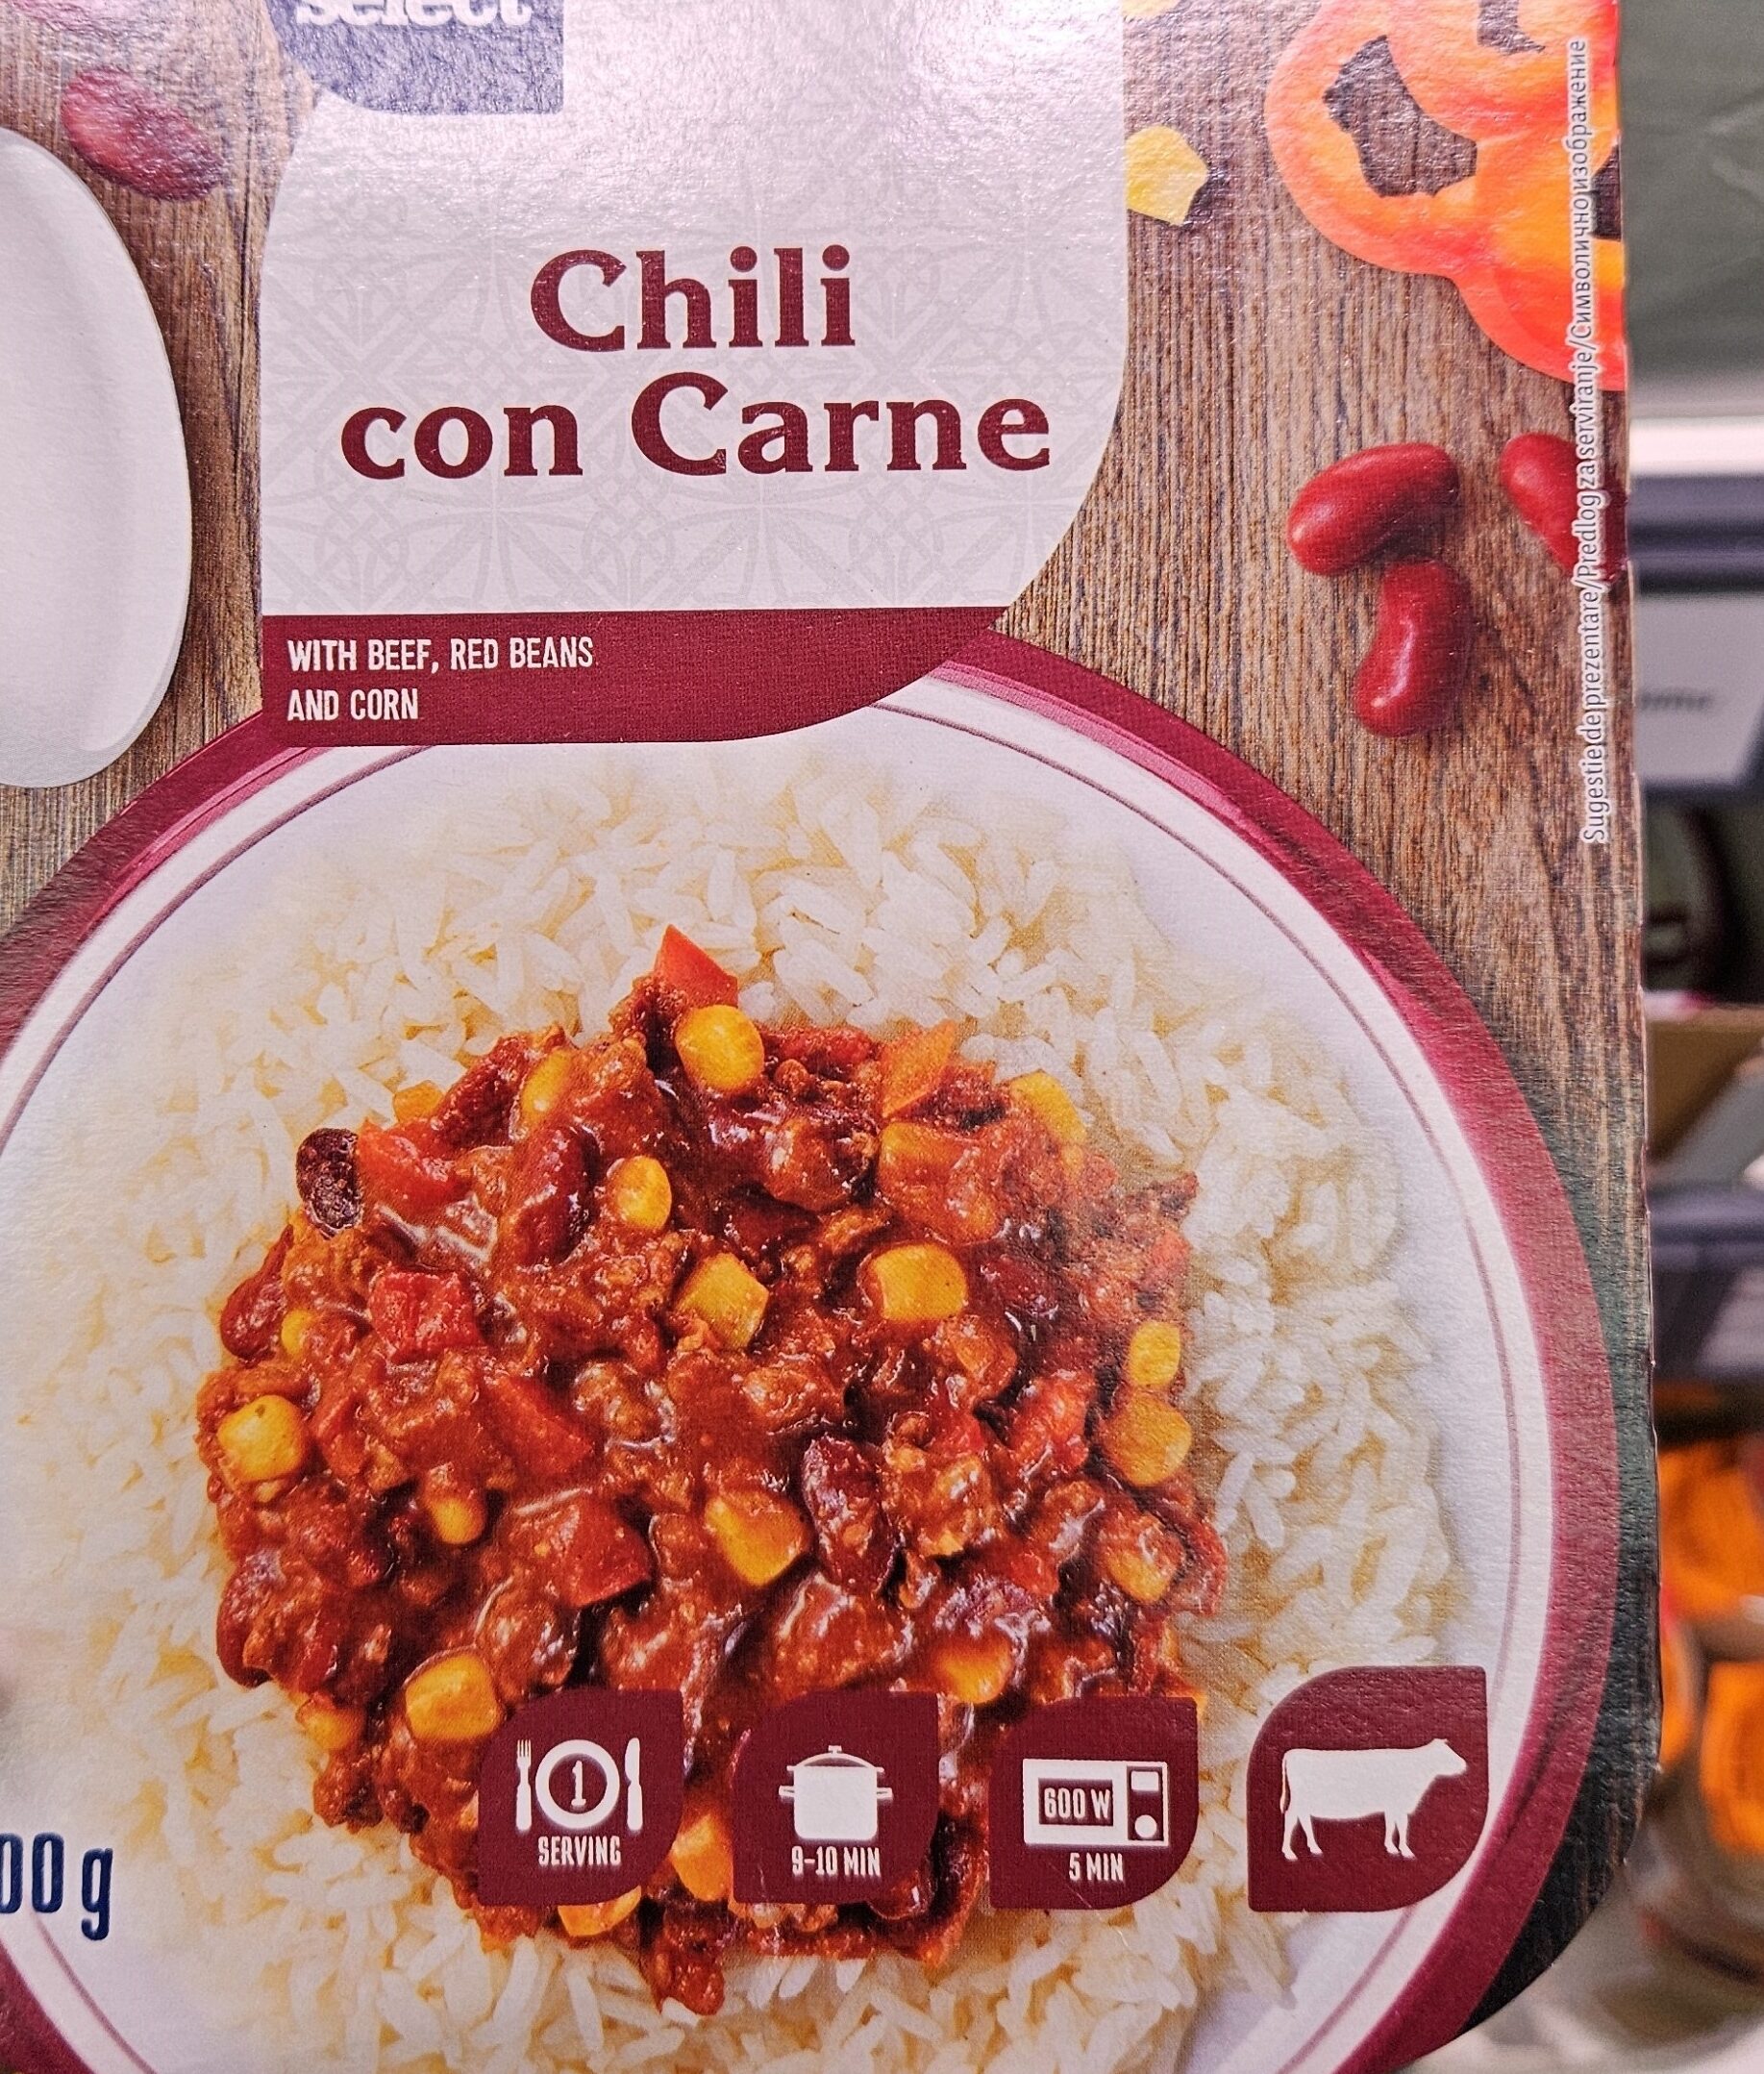 select
Chili
con Carne
WITH BEEF, RED BEANS
AND CORN
Sugestie de prezentare/Predlog za serviranje/Символично изображение
1
SERVING
9-10 MIN
600 W
5 MIN
00 g